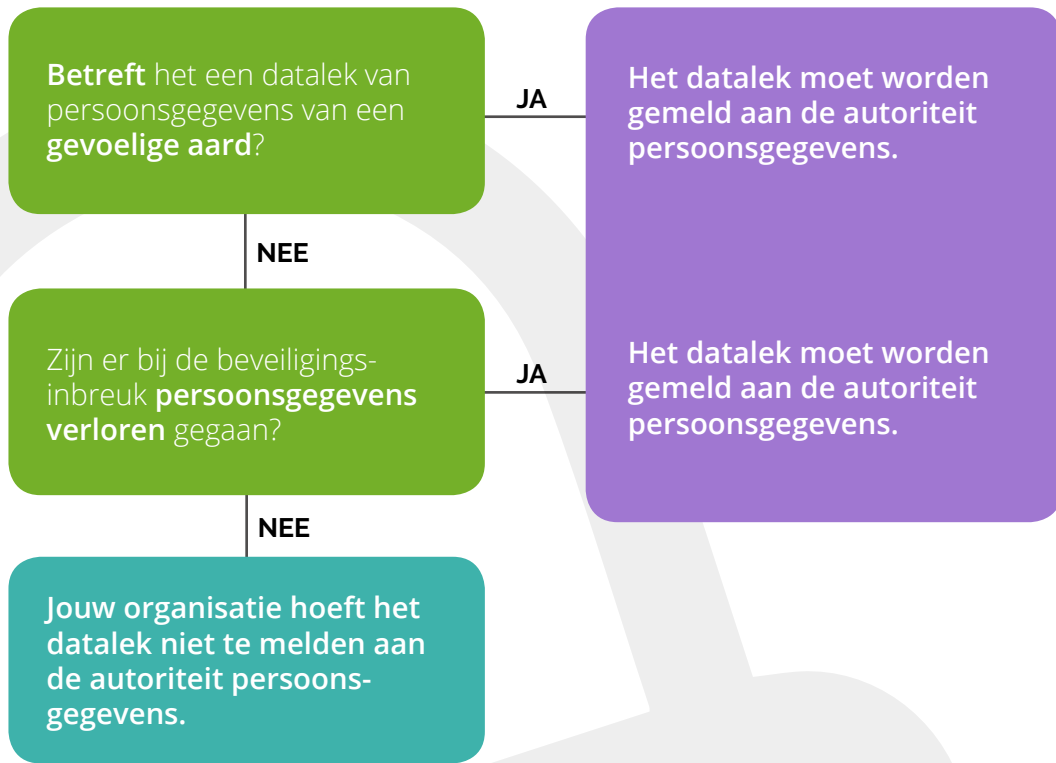 Betreft het een datalek van
persoonsgegevens van een
gevoelige aard?
JA
Het datalek moet worden
gemeld aan de autoriteit
persoonsgegevens.
NEE
Zijn er bij de beveiligings-
inbreuk persoonsgegevens
verloren gegaan?
JA
Het datalek moet worden
gemeld aan de autoriteit
persoonsgegevens.
NEE
Jouw organisatie hoeft het
datalek niet te melden aan
de autoriteit persoons-
gegevens.